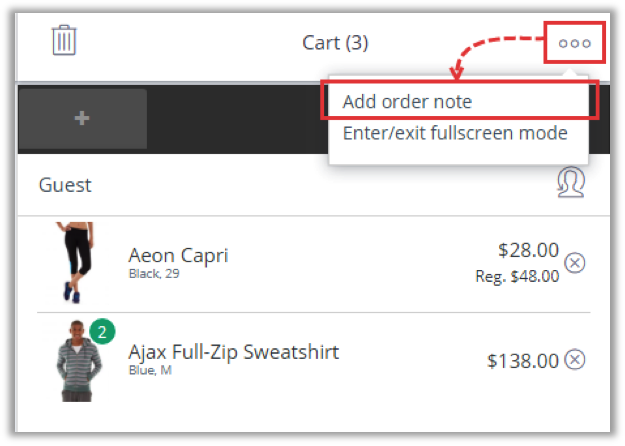 Cart (3)
Add order note
Enter/exit fullscreen mode
+
Guest
Aeon Capri
Black, 29
$28.00
Reg. $48.00
2
Ajax Full-Zip Sweatshirt
Blue, M
$138.00